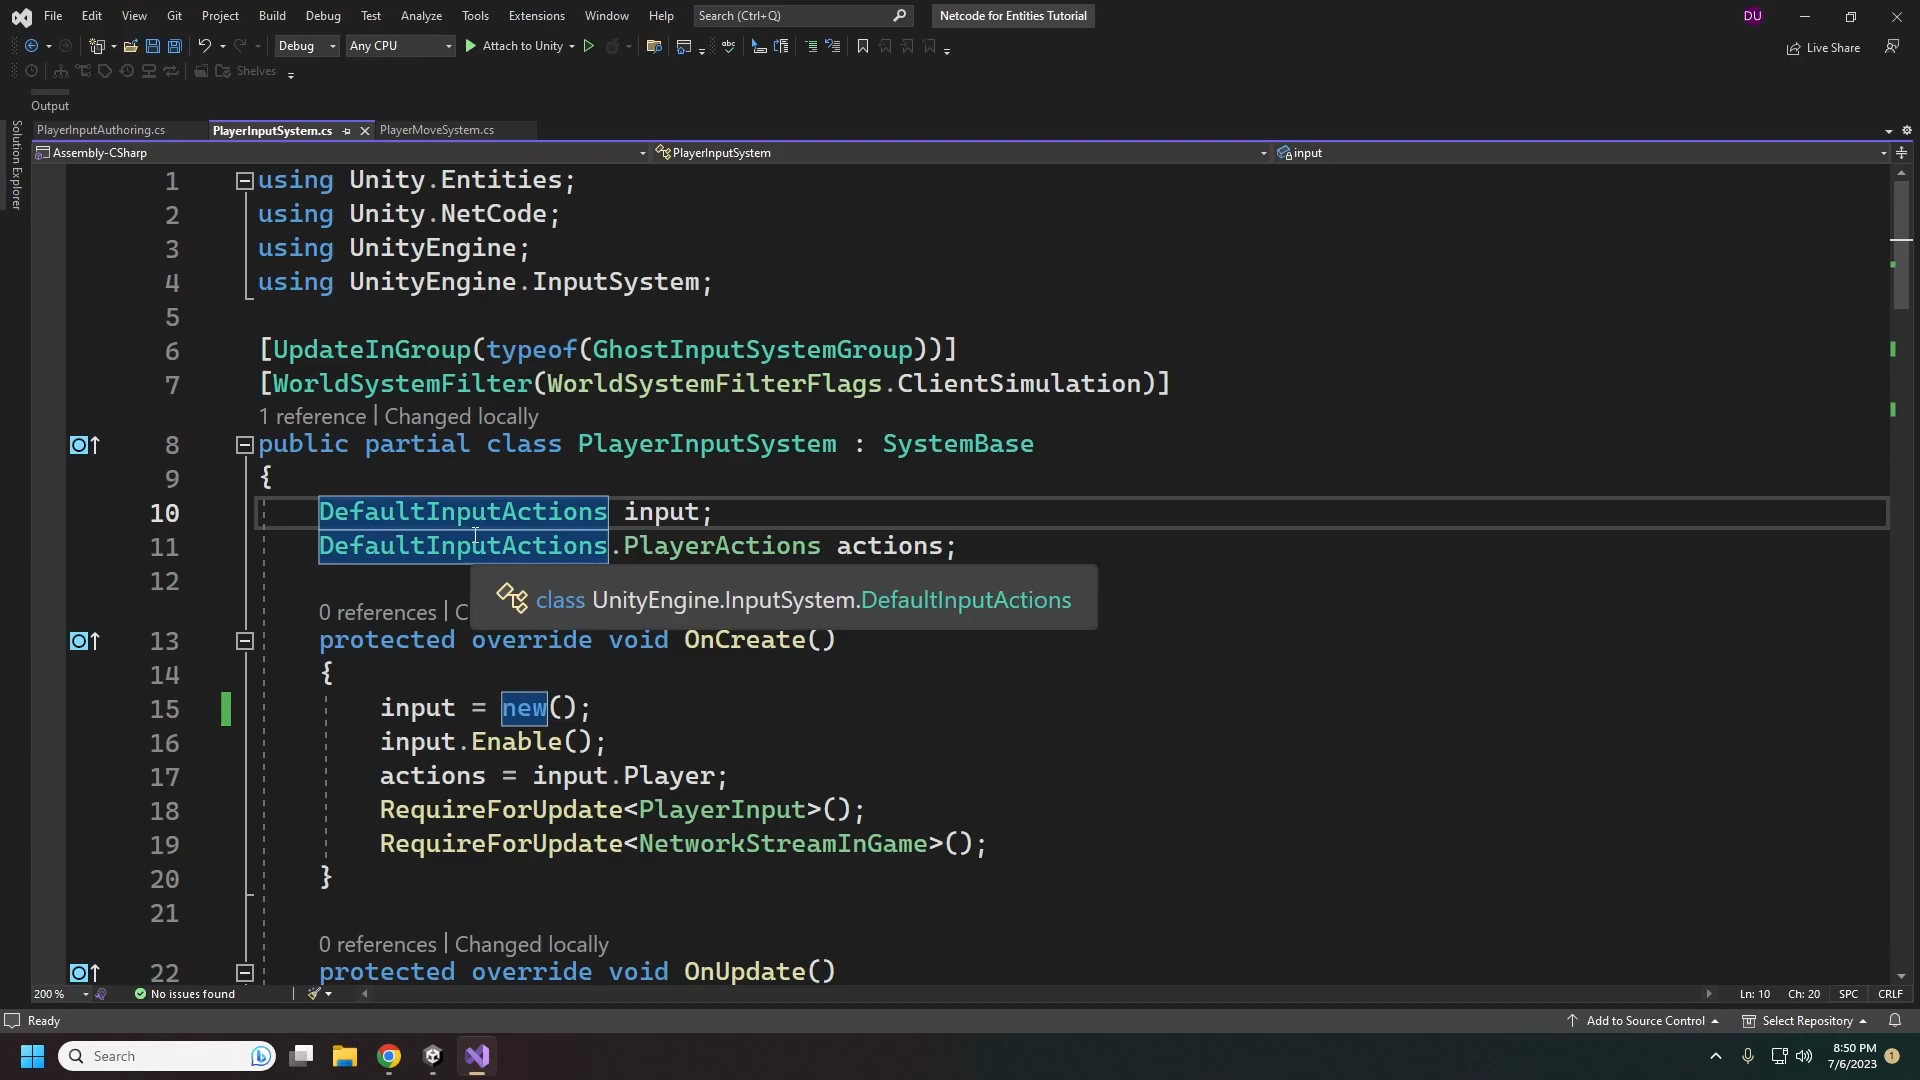 File Edit View Git Project Build Debug Test Analyze Tools Extensions Window Help Search (Ctrl+Q) Netcode for Entities Tutorial DU
Debug Any CPU Attach to Unity Live Share
Shelves
Output
Solution Explorer
PlayerInputAuthoring.cs PlayerInputSystem.cs PlayerMoveSystem.cs
Assembly-CSharp PlayerInputSystem input
1 using Unity.Entities;
2 using Unity.NetCode;
3 using UnityEngine;
4 using UnityEngine.InputSystem;
5
6 [UpdateInGroup(typeof(GhostInputSystemGroup))]
7 [WorldSystemFilter(WorldSystemFilterFlags.ClientSimulation)]
1 reference | Changed locally
8 public partial class PlayerInputSystem : SystemBase
9 {
10 DefaultInputActions input;
11 DefaultInputActions.PlayerActions actions;
12
class UnityEngine.InputSystem.DefaultInputActions
0 references | C
13 protected override void OnCreate()
14 {
15 input = new();
16 input.Enable();
17 actions = input.Player;
18 RequireForUpdate<PlayerInput>();
19 RequireForUpdate<NetworkStreamInGame>();
20 }
21
0 references | Changed locally
22 protected override void OnUpdate()
200 % No issues found Ln: 10 Ch: 20 SPC CRLF
Ready Add to Source Control Select Repository
Search 8:50 PM
7/6/2023 1